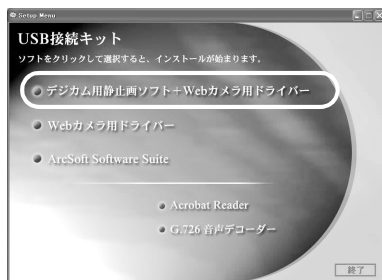 Setup Menu
USB接続キット
ソフトをクリックして選択すると、インストールが始まります。
デジカム用静止画ソフト+Webカメラ用ドライバー
Webカメラ用ドライバー
ArcSoft Software Suite
Acrobat Reader
G.726 音声デコーダー
終了